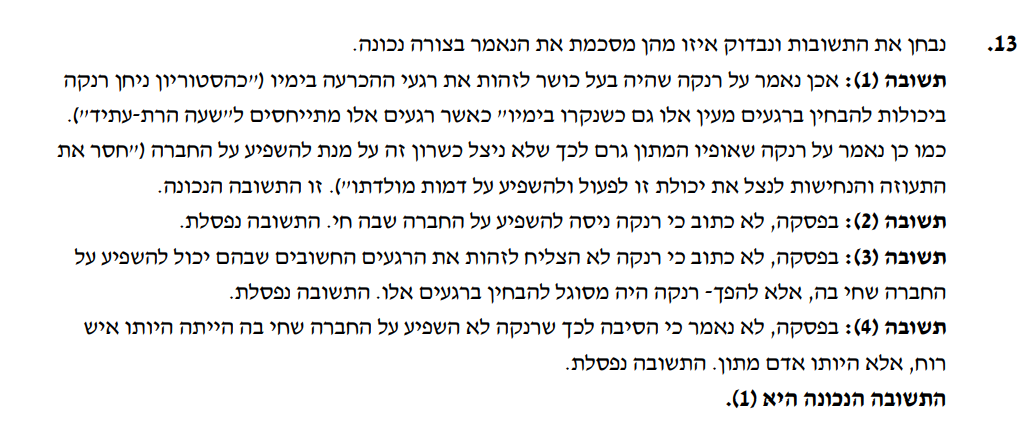 13. נבחן את התשובות ונבדוק איזו מהן מסכמת את הנאמר בצורה נכונה.
תשובה (1): אכן נאמר על רנקה שהיה בעל כושר לזהות את רגעי ההכרעה בימיו ("כהסטוריון ניחן רנקה
ביכולות להבחין ברגעים מעין אלו גם כשנקרו בימיו" כאשר רגעים אלו מתייחסים ל"שעה הרת-עתיד").
כמו כן נאמר על רנקה שאופיו המתון גרם לכך שלא ניצל כשרון זה על מנת להשפיע על החברה ("חסר את
התעוזה והנחישות לנצל את יכולת זו לפעול ולהשפיע על דמות מולדתו"). זו התשובה הנכונה.
תשובה (2): בפסקה, לא כתוב כי רנקה ניסה להשפיע על החברה שבה חי. התשובה נפסלת.
תשובה (3): בפסקה, לא כתוב כי רנקה לא הצליח לזהות את הרגעים החשובים שבהם יכול להשפיע על
החברה שחי בה, אלא להפך- רנקה היה מסוגל להבחין ברגעים אלו. התשובה נפסלת.
תשובה (4): בפסקה, לא נאמר כי הסיבה לכך שרנקה לא השפיע על החברה שחי בה הייתה היותו איש
רוח, אלא היותו אדם מתון. התשובה נפסלת.
התשובה הנכונה היא (1).